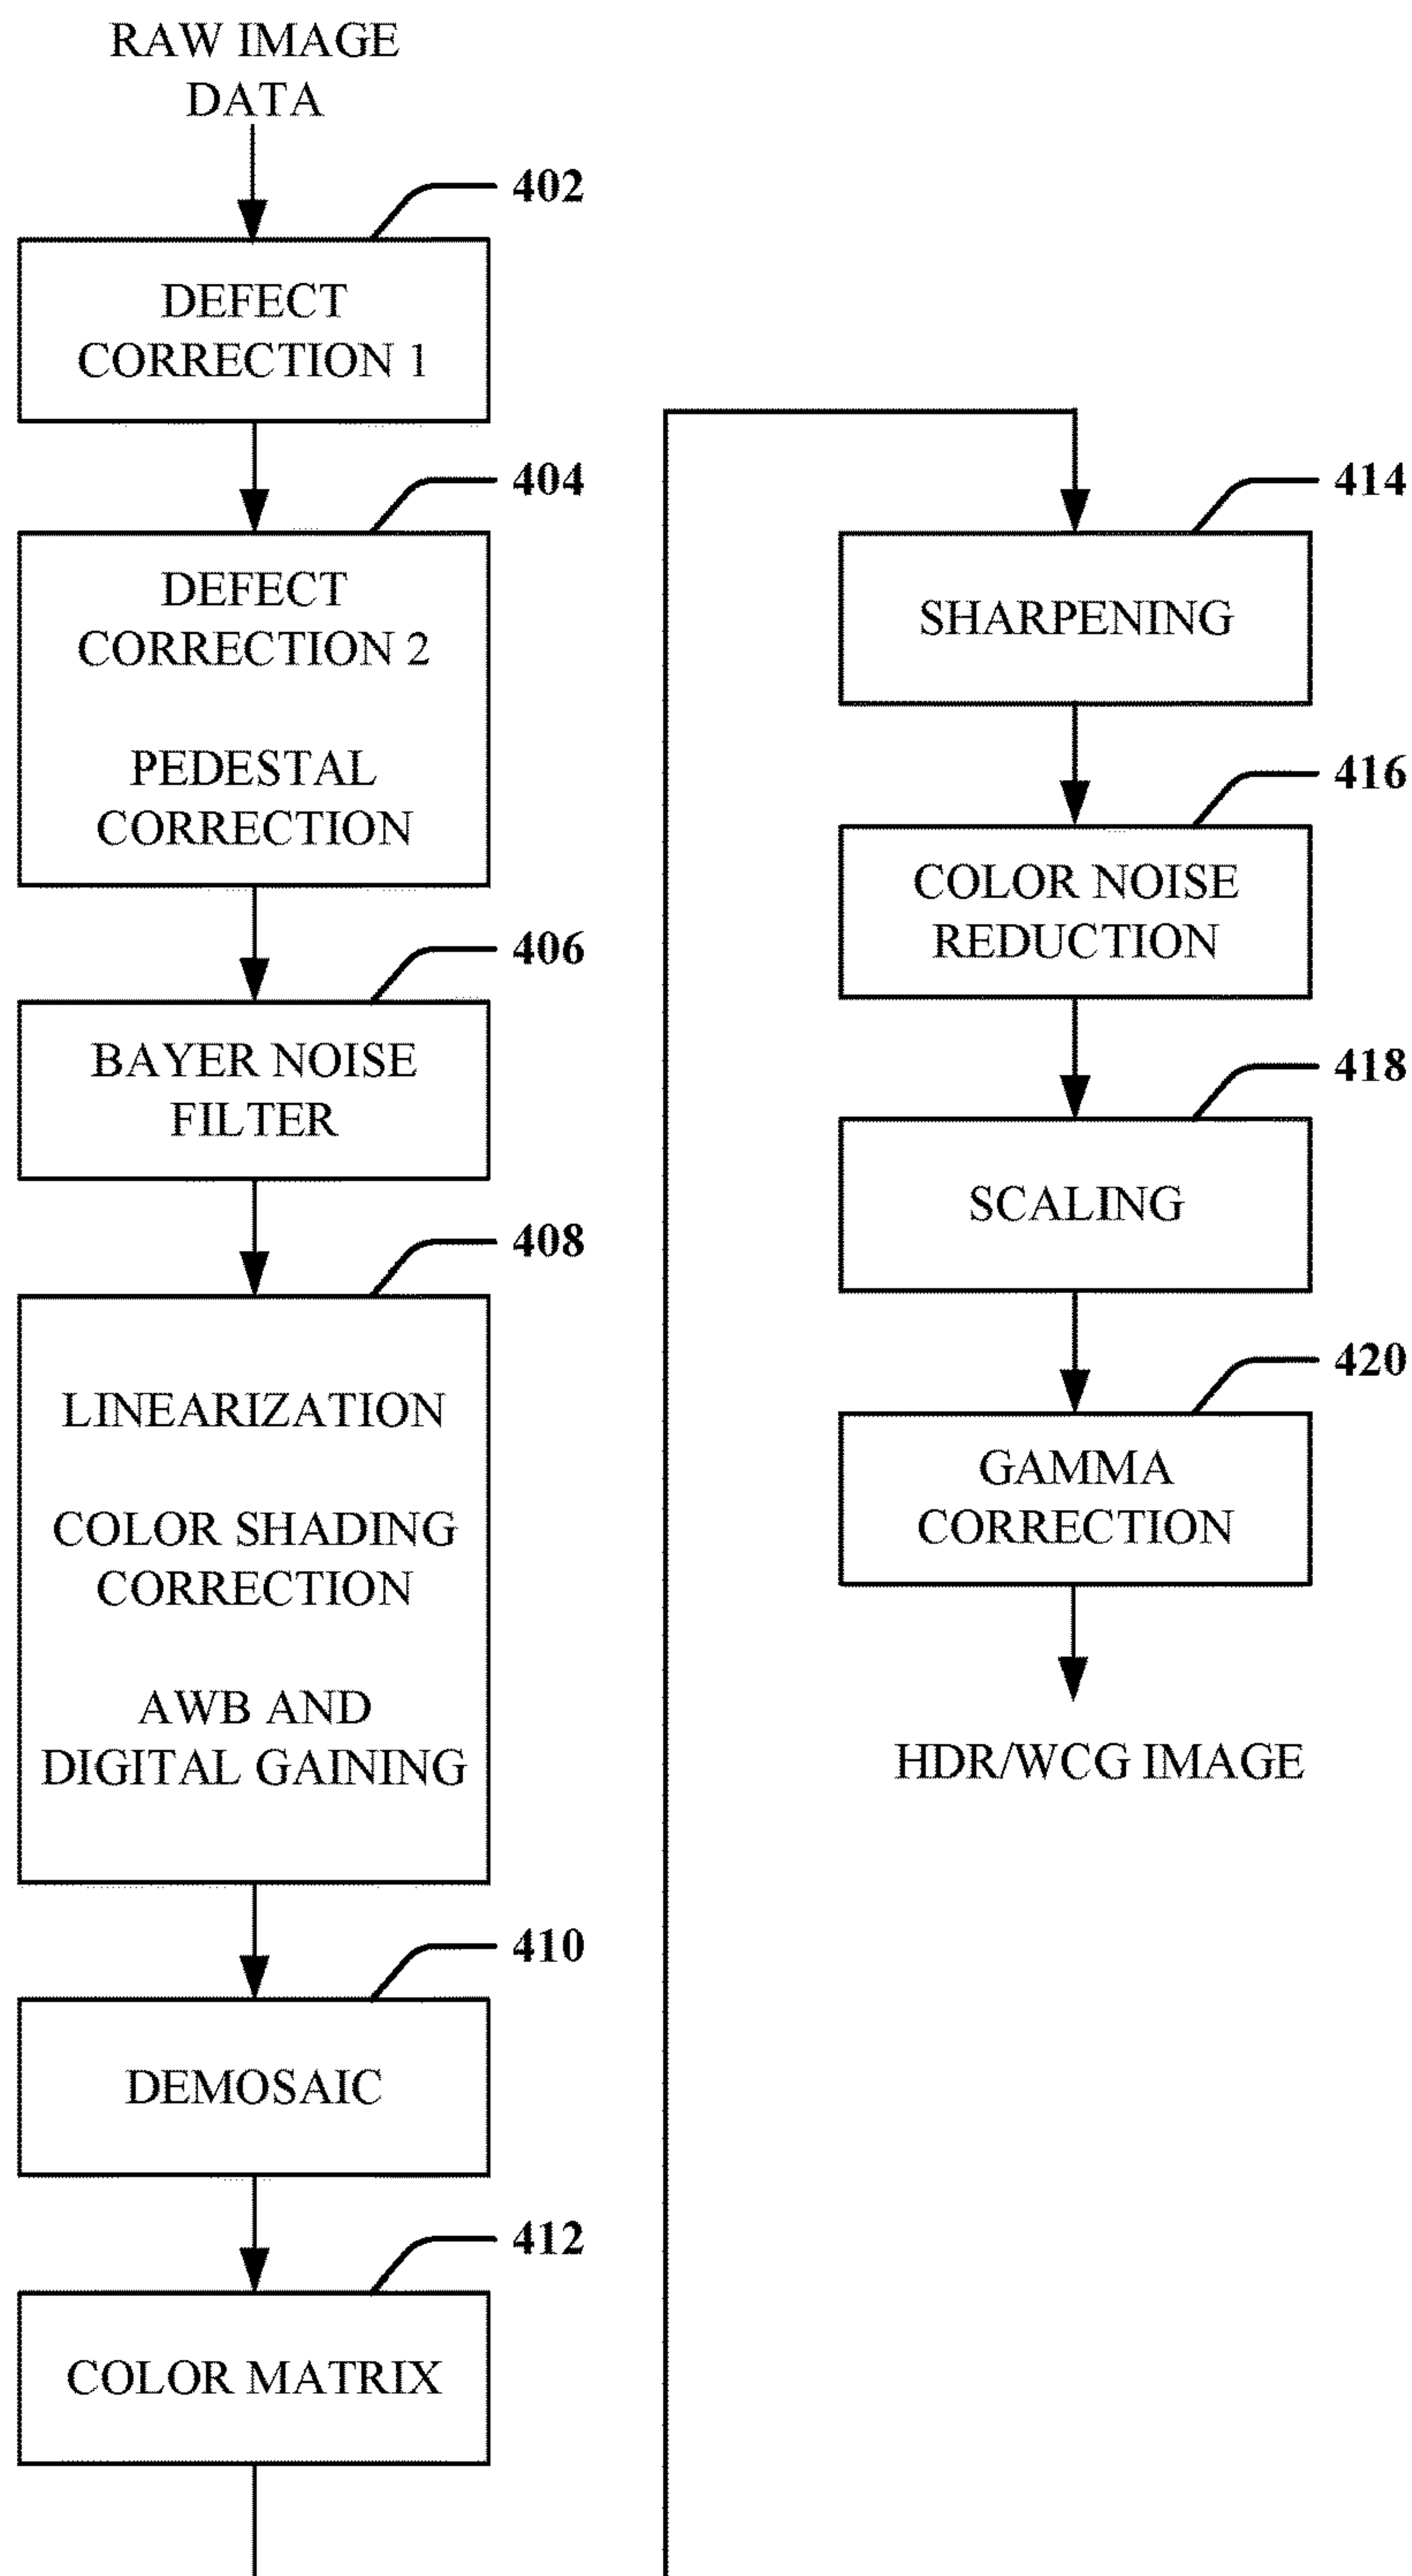 RAW IMAGE
DATA
402
DEFECT
CORRECTION 1
404
DEFECT
CORRECTION 2
PEDESTAL
CORRECTION
406
BAYER NOISE
FILTER
408
LINEARIZATION
COLOR SHADING
CORRECTION
AWB AND
DIGITAL GAINING
410
DEMOSAIC
412
COLOR MATRIX
414
SHARPENING
416
COLOR NOISE
REDUCTION
418
SCALING
420
GAMMA
CORRECTION
HDR/WCG IMAGE